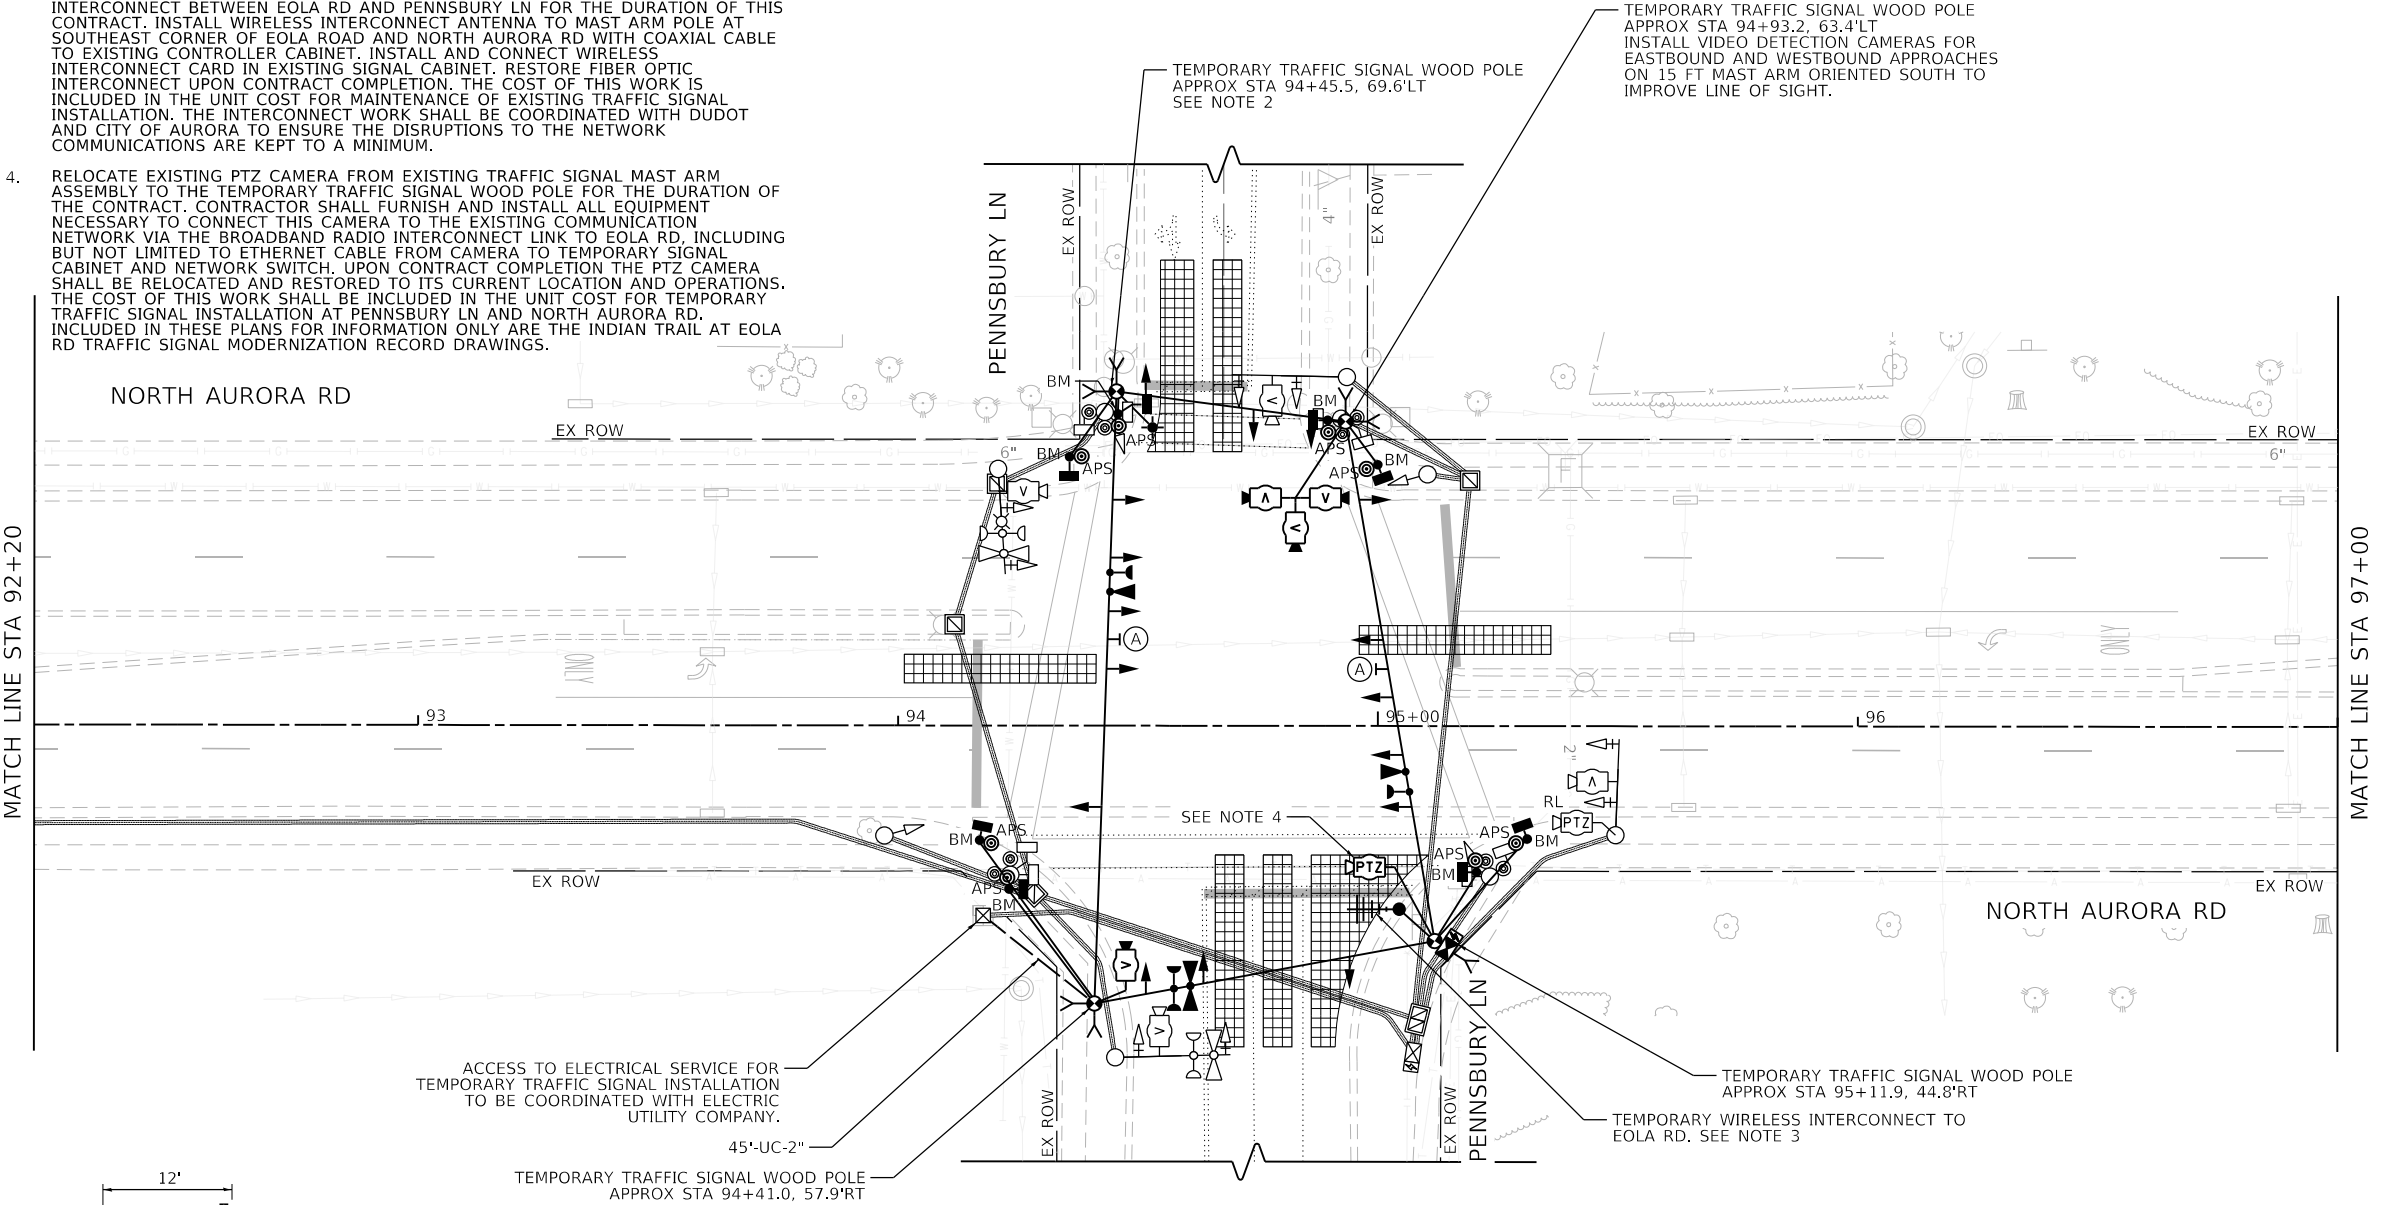 INTERCONNECT BETWEEN EOLA RD AND PENNSBURY LN FOR THE DURATION OF THIS
CONTRACT. INSTALL WIRELESS INTERCONNECT ANTENNA TO MAST ARM POLE AT
SOUTHEAST CORNER OF EOLA ROAD AND NORTH AURORA RD WITH COAXIAL CABLE
TO EXISTING CONTROLLER CABINET. INSTALL AND CONNECT WIRELESS
INTERCONNECT CARD IN EXISTING SIGNAL CABINET. RESTORE FIBER OPTIC
INTERCONNECT UPON CONTRACT COMPLETION. THE COST OF THIS WORK IS
INCLUDED IN THE UNIT COST FOR MAINTENANCE OF EXISTING TRAFFIC SIGNAL
INSTALLATION. THE INTERCONNECT WORK SHALL BE COORDINATED WITH DUDOT
AND CITY OF AURORA TO ENSURE THE DISRUPTIONS TO THE NETWORK
COMMUNICATIONS ARE KEPT TO A MINIMUM.
4. RELOCATE EXISTING PTZ CAMERA FROM EXISTING TRAFFIC SIGNAL MAST ARM
ASSEMBLY TO THE TEMPORARY TRAFFIC SIGNAL WOOD POLE FOR THE DURATION OF
THE CONTRACT. CONTRACTOR SHALL FURNISH AND INSTALL ALL EQUIPMENT
NECESSARY TO CONNECT THIS CAMERA TO THE EXISTING COMMUNICATION
NETWORK VIA THE BROADBAND RADIO INTERCONNECT LINK TO EOLA RD, INCLUDING
BUT NOT LIMITED TO ETHERNET CABLE FROM CAMERA TO TEMPORARY SIGNAL
CABINET AND NETWORK SWITCH. UPON CONTRACT COMPLETION THE PTZ CAMERA
SHALL BE RELOCATED AND RESTORED TO ITS CURRENT LOCATION AND OPERATIONS.
THE COST OF THIS WORK SHALL BE INCLUDED IN THE UNIT COST FOR TEMPORARY
TRAFFIC SIGNAL INSTALLATION AT PENNSBURY LN AND NORTH AURORA RD.
INCLUDED IN THESE PLANS FOR INFORMATION ONLY ARE THE INDIAN TRAIL AT EOLA
RD TRAFFIC SIGNAL MODERNIZATION RECORD DRAWINGS.
TEMPORARY TRAFFIC SIGNAL WOOD POLE
APPROX STA 94+45.5, 69.6'LT
SEE NOTE 2
TEMPORARY TRAFFIC SIGNAL WOOD POLE
APPROX STA 94+93.2, 63.4'LT
INSTALL VIDEO DETECTION CAMERAS FOR
EASTBOUND AND WESTBOUND APPROACHES
ON 15 FT MAST ARM ORIENTED SOUTH TO
IMPROVE LINE OF SIGHT.
PENNSBURY LN
EX ROW
EX ROW
4"
NORTH AURORA RD
EX ROW
EX ROW
6"
6"
BM
APS
BM
APS
BM
APS
APS
BM
V
V
V
V
V
A
A
MATCH LINE STA 92+20
MATCH LINE STA 97+00
ONLY
ONLY
93
94
95+00
96
2"
V
RL
PTZ
SEE NOTE 4
PTZ
APS
BM
APS
BM
APS
BM
APS
BM
EX ROW
EX ROW
NORTH AURORA RD
V
V
ACCESS TO ELECTRICAL SERVICE FOR
TEMPORARY TRAFFIC SIGNAL INSTALLATION
TO BE COORDINATED WITH ELECTRIC
UTILITY COMPANY.
45'-UC-2"
TEMPORARY TRAFFIC SIGNAL WOOD POLE
APPROX STA 94+41.0, 57.9'RT
EX ROW
EX ROW
PENNSBURY LN
TEMPORARY TRAFFIC SIGNAL WOOD POLE
APPROX STA 95+11.9, 44.8'RT
TEMPORARY WIRELESS INTERCONNECT TO
EOLA RD. SEE NOTE 3
12'